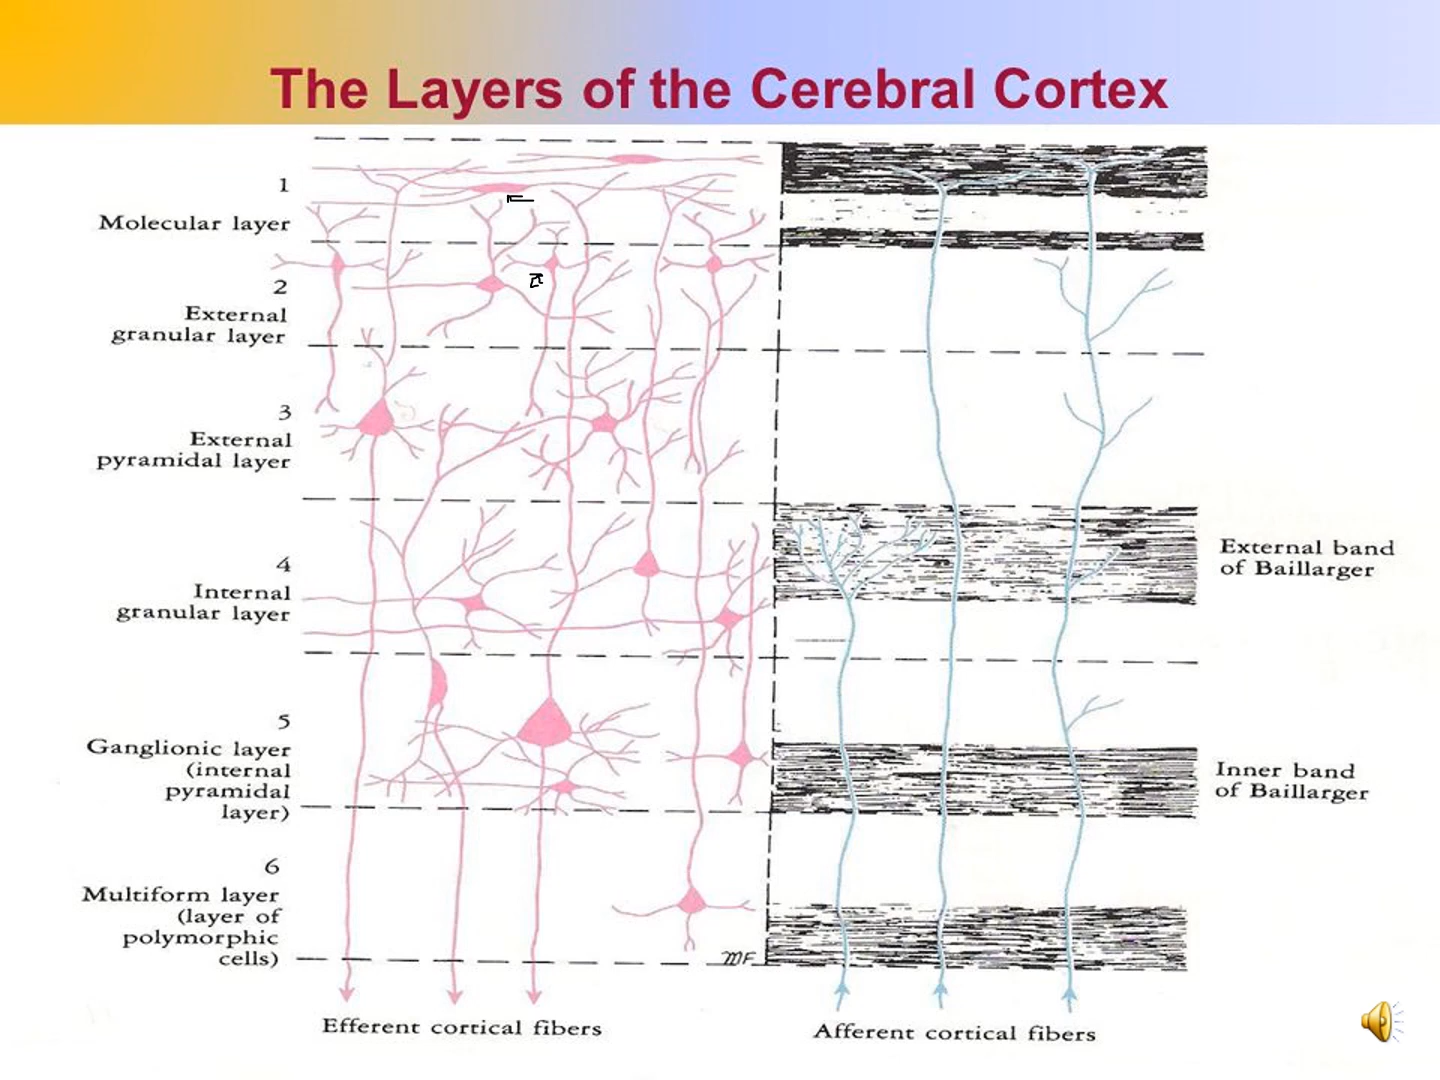 The Layers of the Cerebral Cortex
1
Molecular layer
2
External
granular layer
3
External
pyramidal layer
4
Internal
granular layer
5
Ganglionic layer
(internal
pyramidal
layer)
6
Multiform layer
(layer of
polymorphic
cells)
External band
of Baillarger
Inner band
of Baillarger
Efferent cortical fibers
Afferent cortical fibers